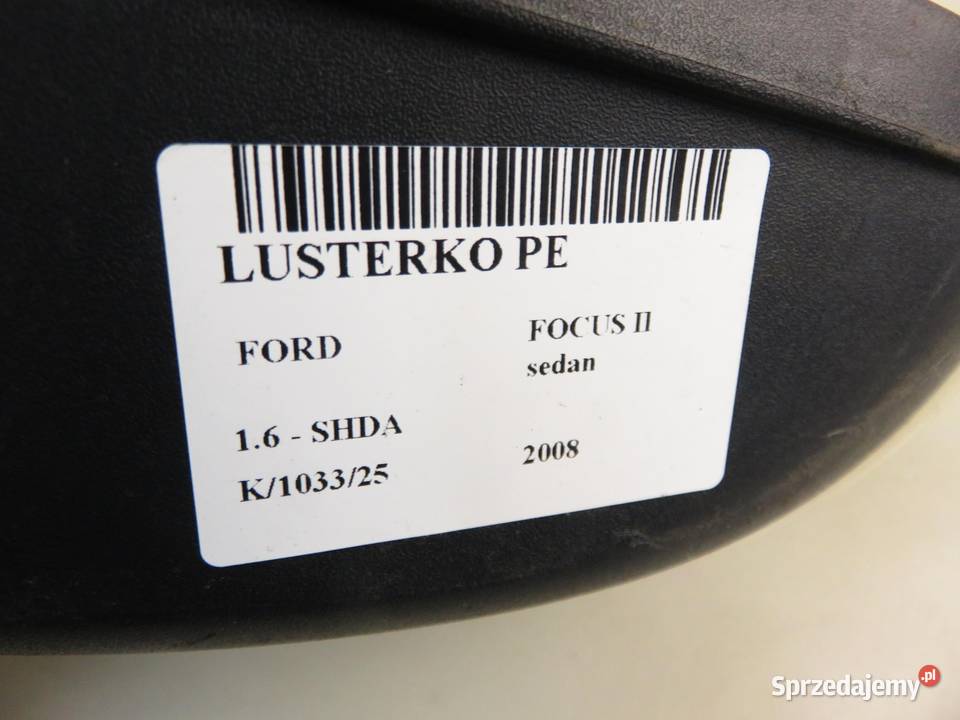 LUSTERKO PE
FORD
FOCUS II
sedan
1.6 - SHDA
K/1033/25
2008
Sprzedajemy.pl